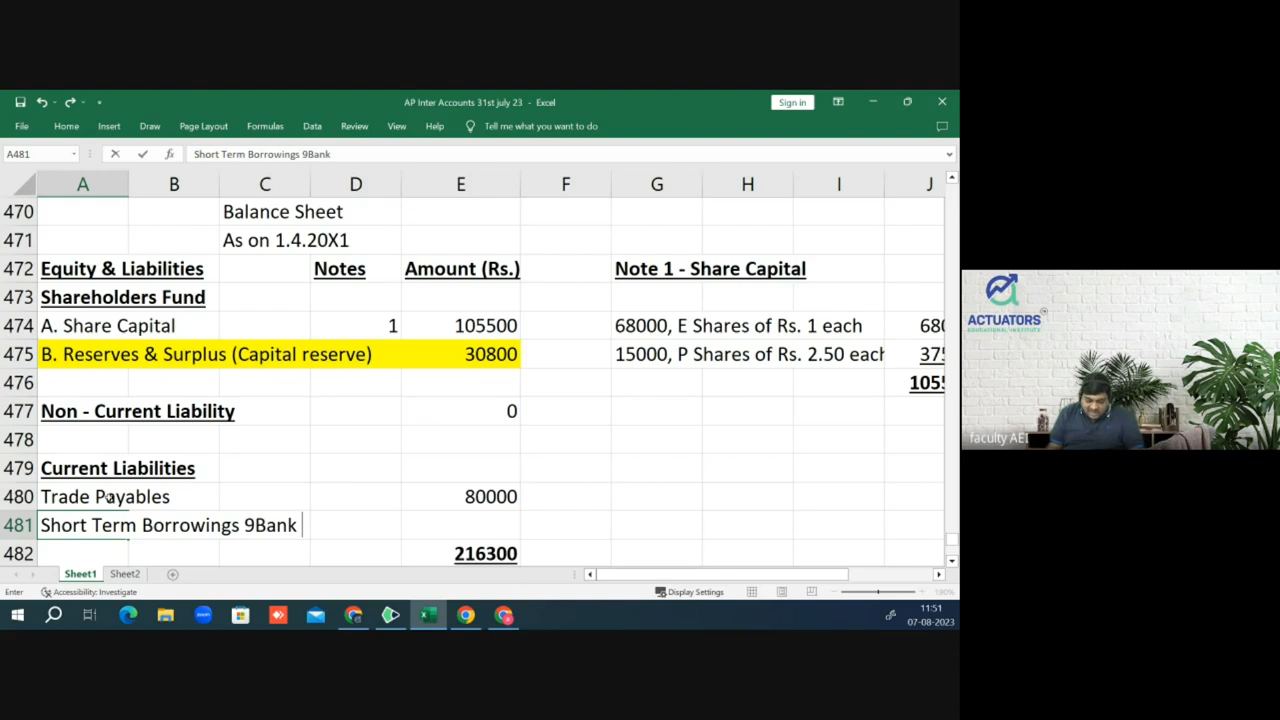 AP Inter Accounts 31st july 23 - Excel
Sign in
File Home Insert Draw Page Layout Formulas Data Review View Help Tell me what you want to do
A481 fx Short Term Borrowings 9Bank
A B C D E F G H I J
470 Balance Sheet
471 As on 1.4.20X1
472 Equity & Liabilities Notes Amount (Rs.) Note 1 - Share Capital
473 Shareholders Fund
474 A. Share Capital 1 105500 68000, E Shares of Rs. 1 each 680
475 B. Reserves & Surplus (Capital reserve) 30800 15000, P Shares of Rs. 2.50 each 375
476 1055
477 Non - Current Liability 0
478
479 Current Liabilities
480 Trade Payables 80000
481 Short Term Borrowings 9Bank
482 216300
Sheet1 Sheet2
Enter Accessibility: Investigate Display Settings 190%
11:51
07-08-2023
ACTUATORS
EDUCATIONAL INSTITUTE
faculty AEI